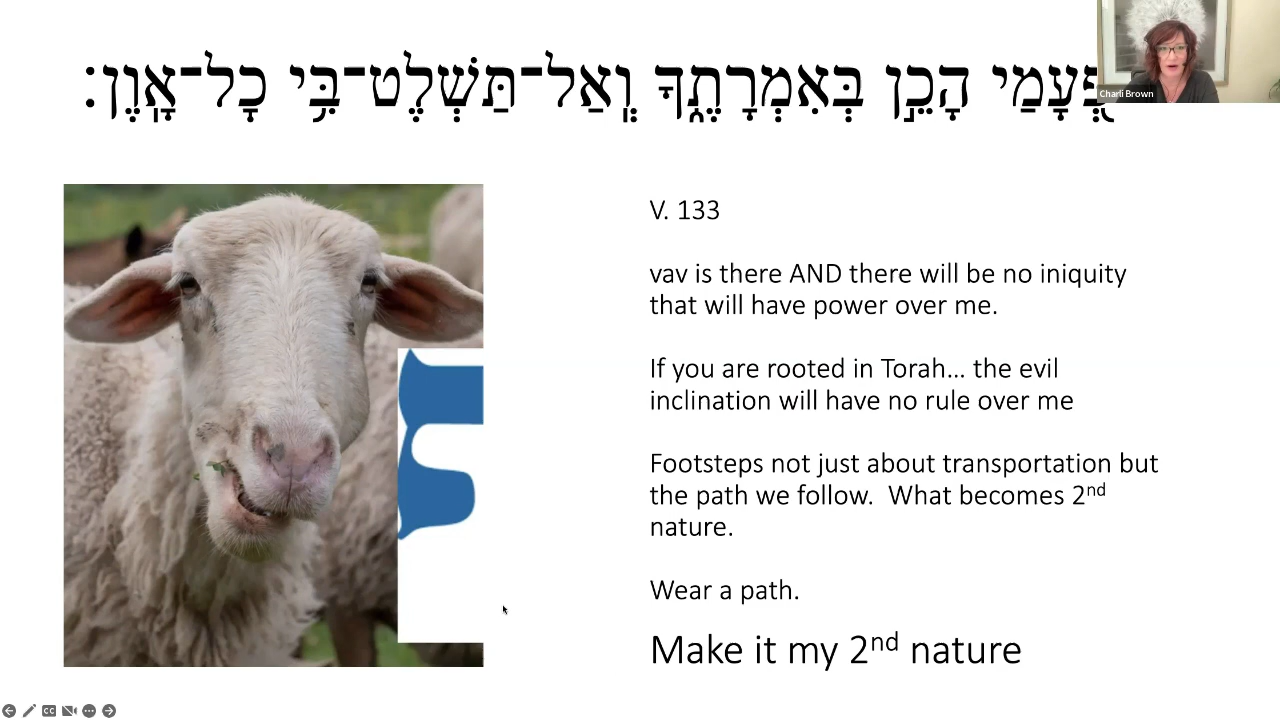 פְּ֭עָמַי הָכֵ֣ן בְּאִמְרָתֶ֑ךָ וְֽאַל־תַּשְׁלֶט־בִּ֥י כָל־אָֽוֶן׃
Charli Brown
V. 133
vav is there AND there will be no iniquity
that will have power over me.
If you are rooted in Torah… the evil
inclination will have no rule over me
Footsteps not just about transportation but
the path we follow.  What becomes 2nd
nature.
Wear a path.
Make it my 2nd nature
CC